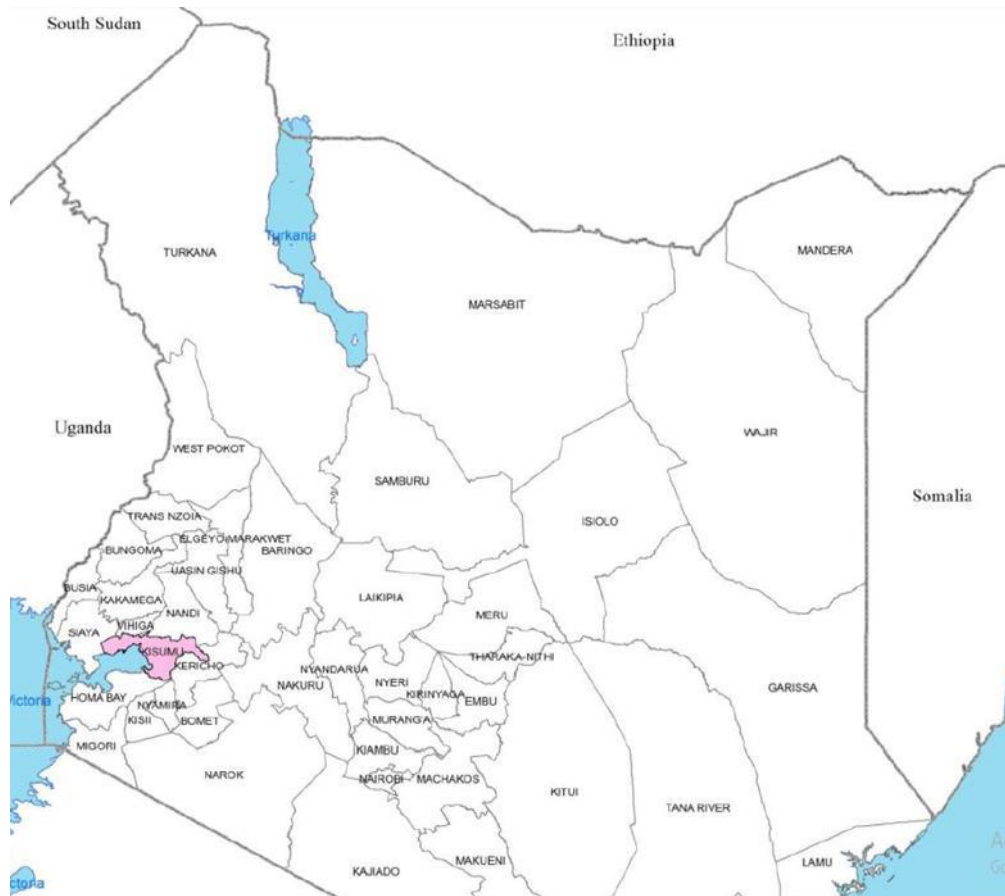 South Sudan
Ethiopia
Turkana
TURKANA
MANDERA
MARSABIT
Uganda
WAJIR
WEST POKOT
SAMBURU
Somalia
TRANS NZOIA
ISIOLO
ELGEYO-MARAKWET
BUNGOMA
BARINGO
UASIN GISHU
BUSIA
KAKAMEGA
LAIKIPIA
NANDI
MERU
VIHIGA
SIAYA
KISUMU
THARAKA-NITHI
KERICHO
NYANDARUA
NYERI
NAKURU
GARISSA
KIRINYAGA
HOMA BAY
EMBU
Victoria
NYAMIRA
KISII
BOMET
MURANG'A
MIGORI
KIAMBU
NAROK
NAIROBI
MACHAKOS
KITUI
TANA RIVER
MAKUENI
LAMU
KAJIADO
ctoria